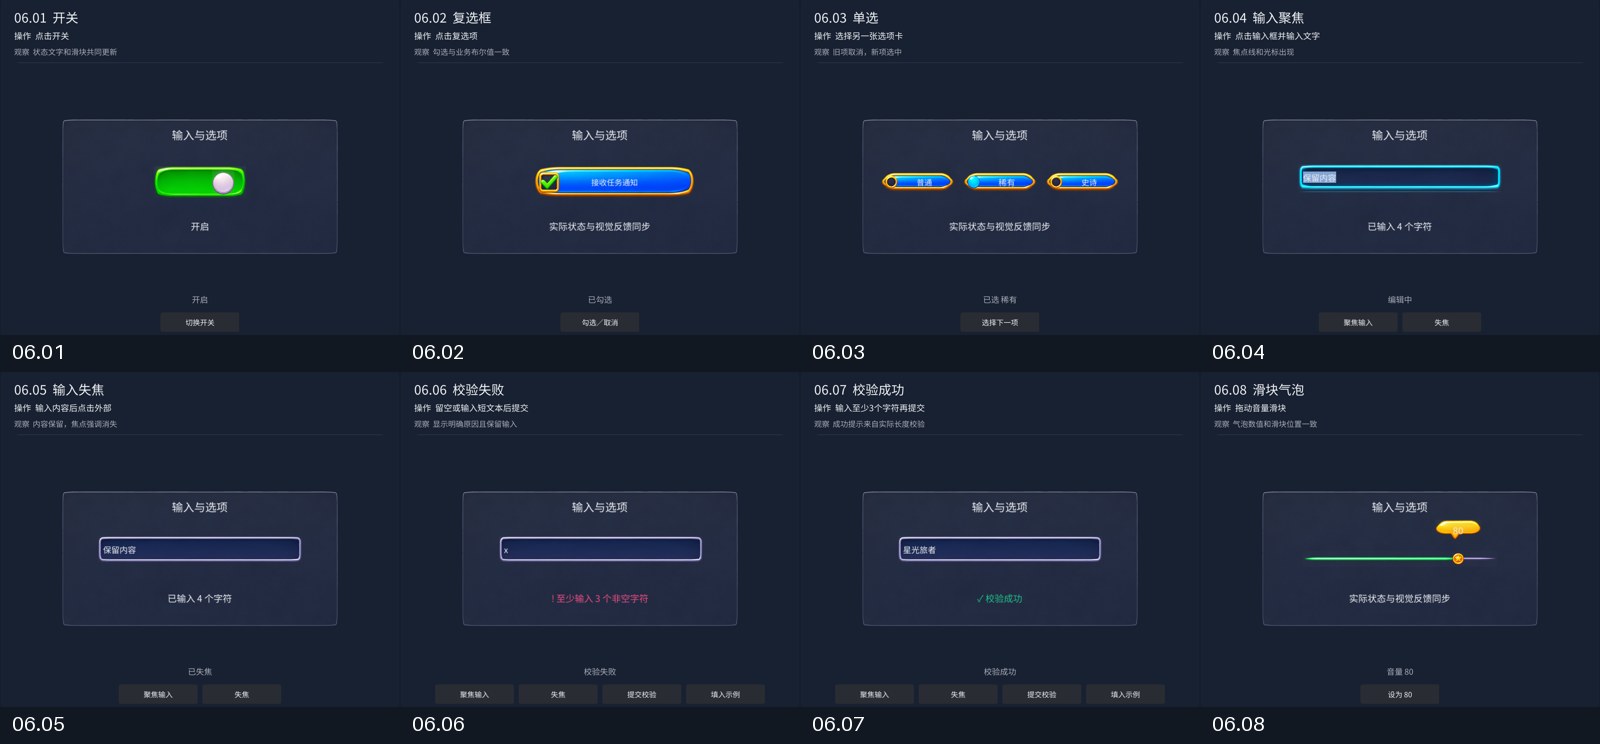 06.01 开关
操作 点击开关
观察 状态文字和滑块共同更新
输入与选项
开启
开启
切换开关
06.01
06.02 复选框
操作 点击复选项
观察 勾选与业务布尔值一致
输入与选项
接收任务通知
实际状态与视觉反馈同步
已勾选
勾选／取消
06.02
06.03 单选
操作 选择另一张选项卡
观察 旧项取消，新项选中
输入与选项
普通 稀有 史诗
实际状态与视觉反馈同步
已选 稀有
选择下一项
06.03
06.04 输入聚焦
操作 点击输入框并输入文字
观察 焦点线和光标出现
输入与选项
保留内容
已输入 4 个字符
编辑中
聚焦输入 失焦
06.04
06.05 输入失焦
操作 输入内容后点击外部
观察 内容保留，焦点强调消失
输入与选项
保留内容
已输入 4 个字符
已失焦
聚焦输入 失焦
06.05
06.06 校验失败
操作 留空或输入短文本后提交
观察 显示明确原因且保留输入
输入与选项
x
! 至少输入 3 个非空字符
校验失败
聚焦输入 失焦 提交校验 填入示例
06.06
06.07 校验成功
操作 输入至少3个字符再提交
观察 成功提示来自实际长度校验
输入与选项
星光旅者
✓ 校验成功
校验成功
聚焦输入 失焦 提交校验 填入示例
06.07
06.08 滑块气泡
操作 拖动音量滑块
观察 气泡数值和滑块位置一致
输入与选项
80
实际状态与视觉反馈同步
音量 80
设为 80
06.08